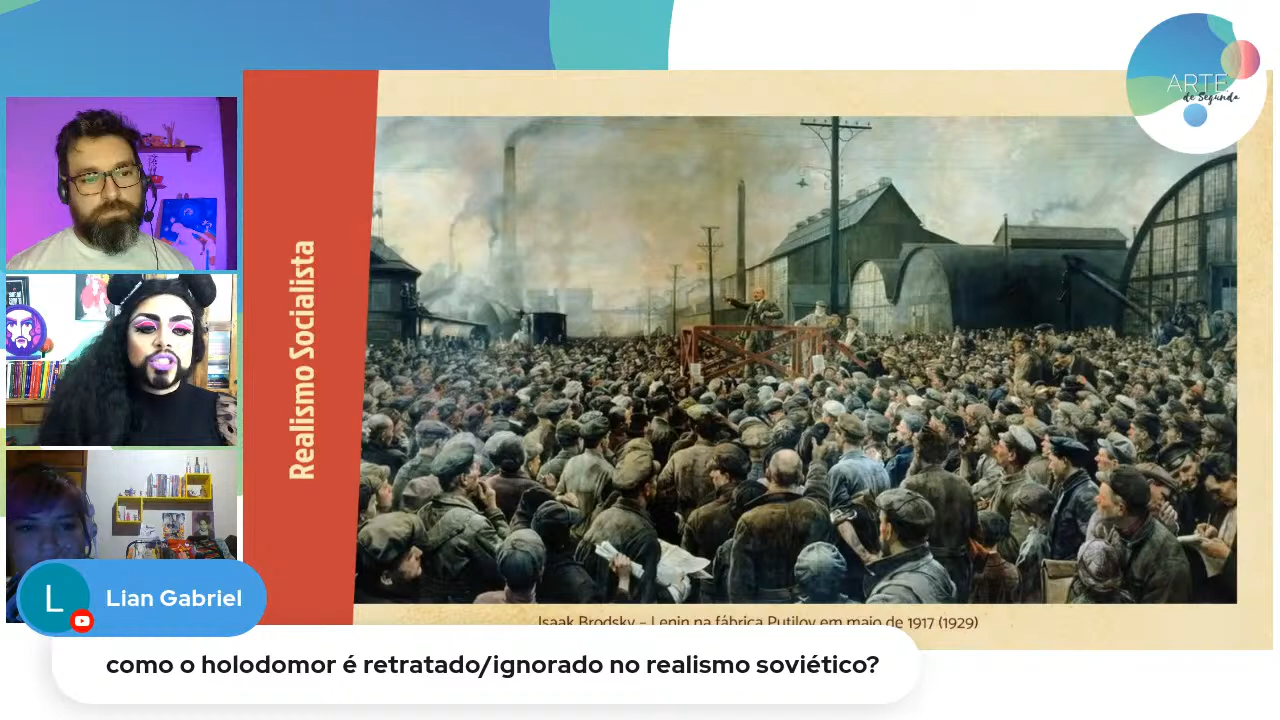 ARTE
de Segunda
Realismo Socialista
Isaak Brodsky – Lenin na fábrica Putilov em maio de 1917 (1929)
L
Lian Gabriel
como o holodomor é retratado/ignorado no realismo soviético?